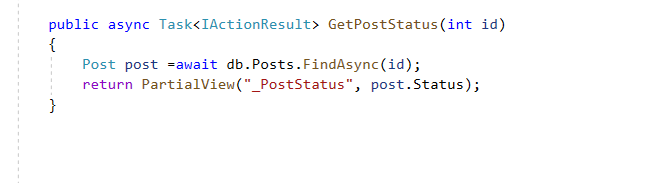 public async Task<IActionResult> GetPostStatus(int id)
{
Post post =await db.Posts.FindAsync(id);
return PartialView("_PostStatus", post.Status);
}